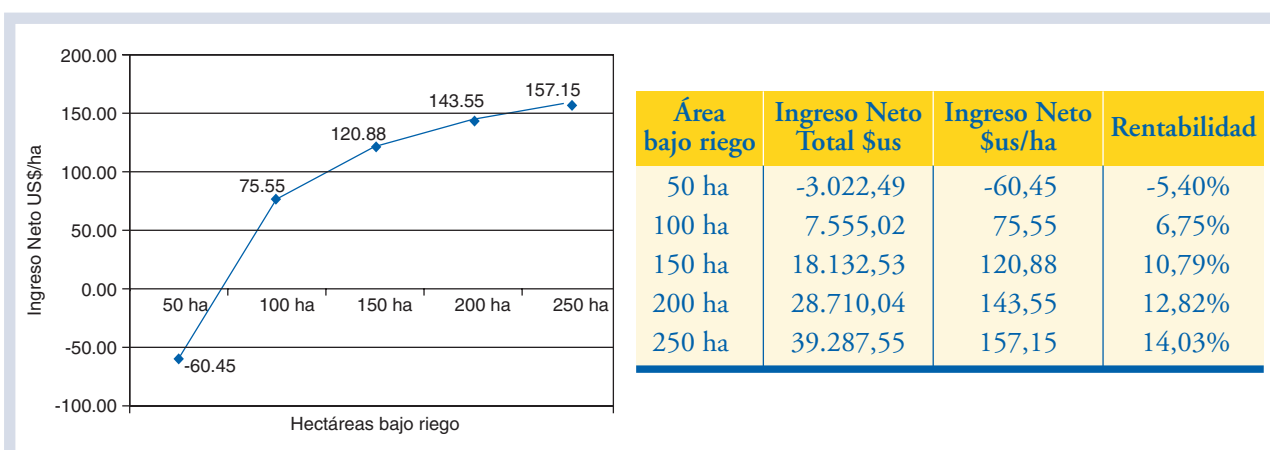 200.00
150.00
100.00
50.00
0.00
-50.00
-100.00
Ingreso Neto US$/ha
-60.45
75.55
120.88
143.55
157.15
50 ha 100 ha 150 ha 200 ha 250 ha
Hectáreas bajo riego
Área bajo riego Ingreso Neto Total $us Ingreso Neto $us/ha Rentabilidad
50 ha -3.022,49 -60,45 -5,40%
100 ha 7.555,02 75,55 6,75%
150 ha 18.132,53 120,88 10,79%
200 ha 28.710,04 143,55 12,82%
250 ha 39.287,55 157,15 14,03%